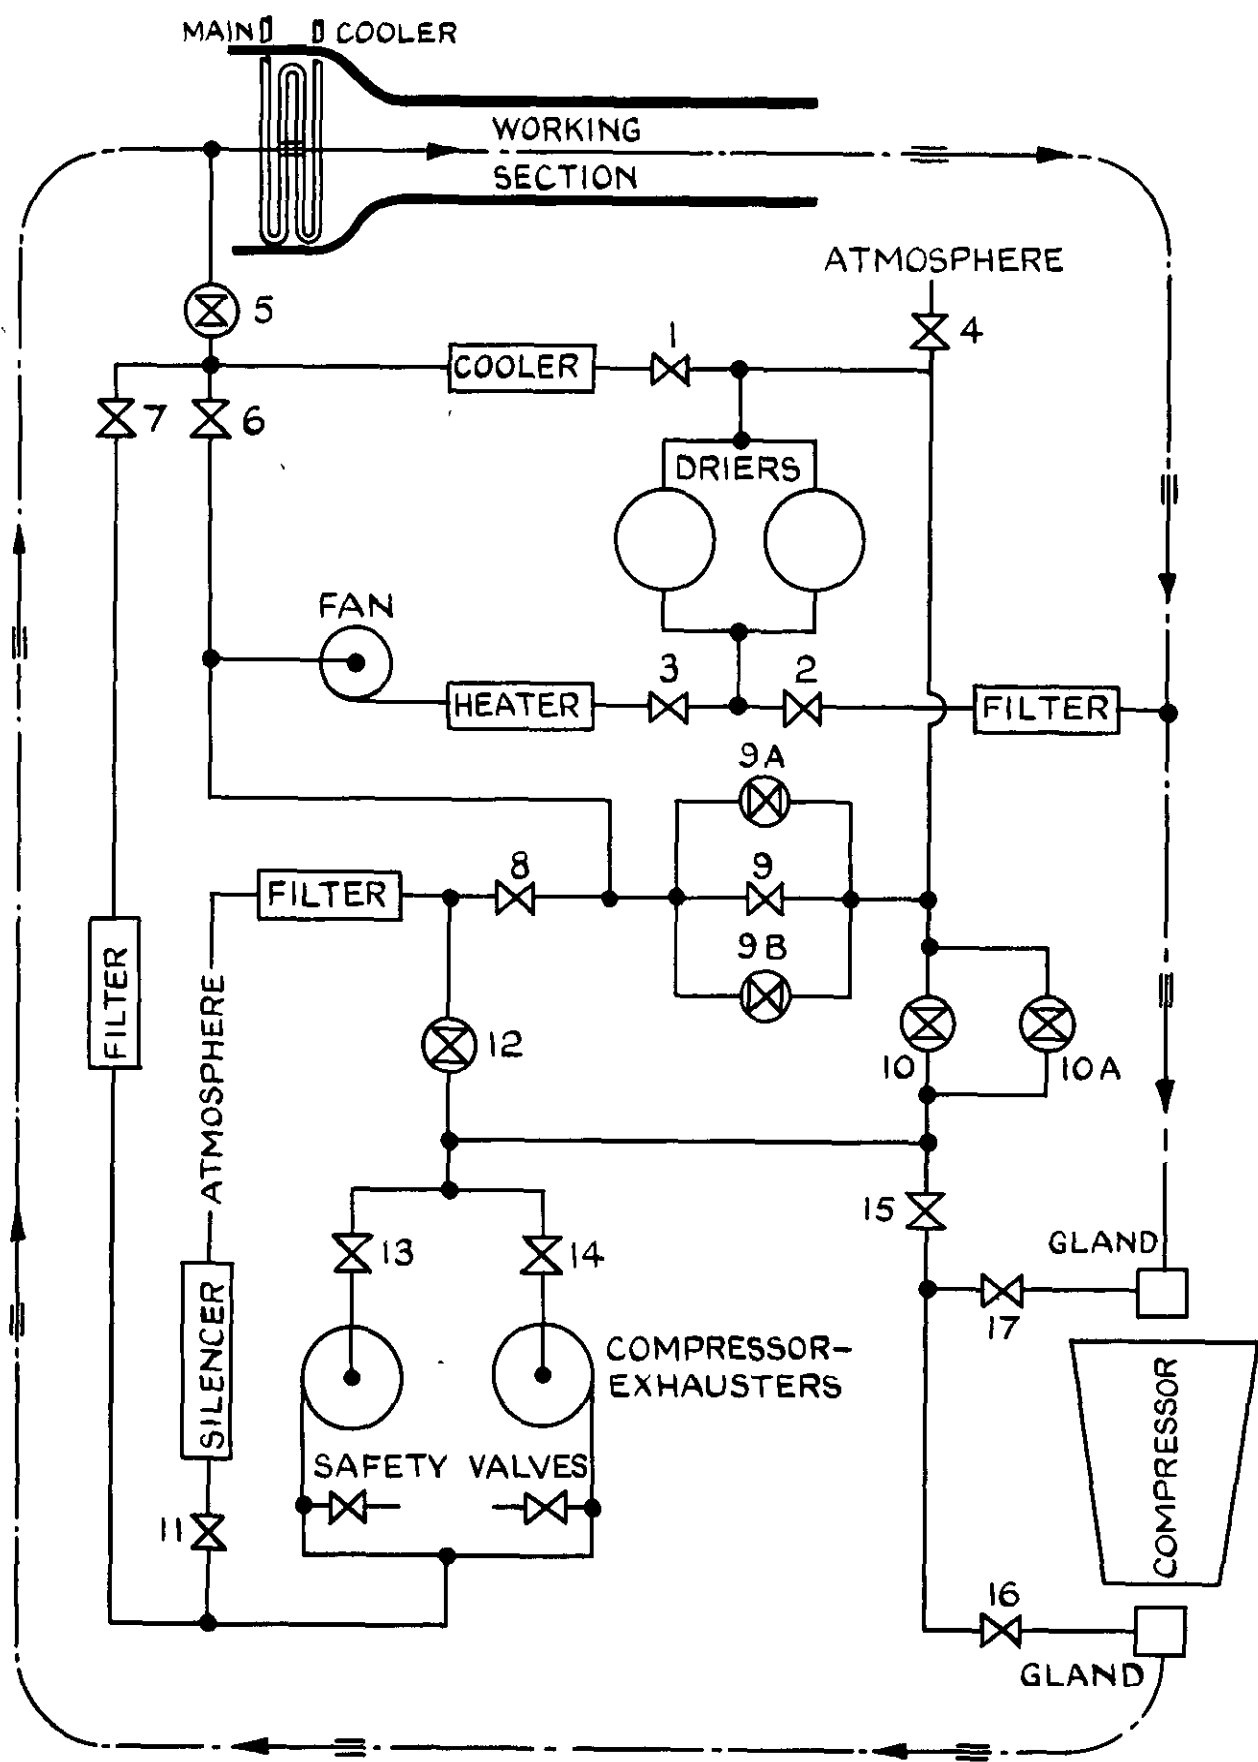 MAIN COOLER
WORKING
SECTION
ATMOSPHERE
5
1
4
COOLER
7
6
DRIERS
FAN
3
2
HEATER
FILTER
9A
8
9
FILTER
9B
FILTER
ATMOSPHERE
12
10
10A
15
13
14
GLAND
17
SILENCER
COMPRESSOR-
EXHAUSTERS
COMPRESSOR
SAFETY VALVES
11
16
GLAND